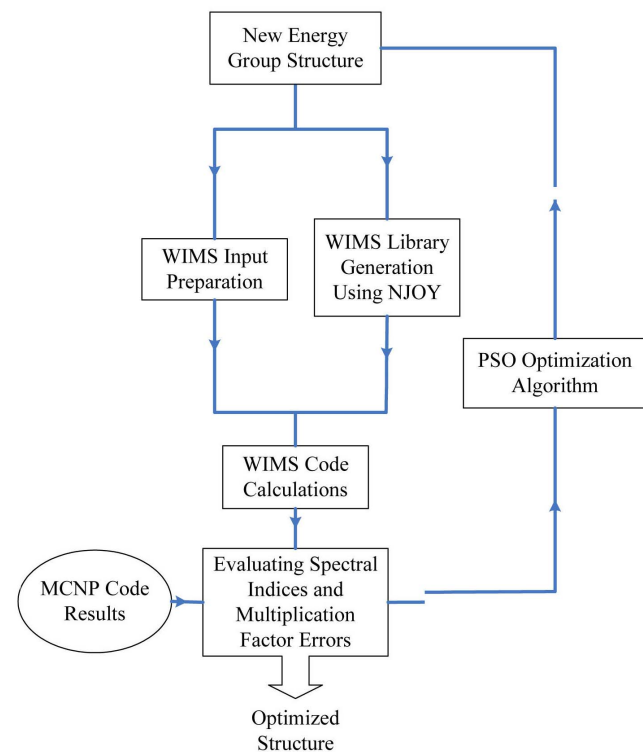 New Energy
Group Structure
WIMS Input
Preparation
WIMS Library
Generation
Using NJOY
PSO Optimization
Algorithm
WIMS Code
Calculations
MCNP Code
Results
Evaluating Spectral
Indices and
Multiplication
Factor Errors
Optimized
Structure